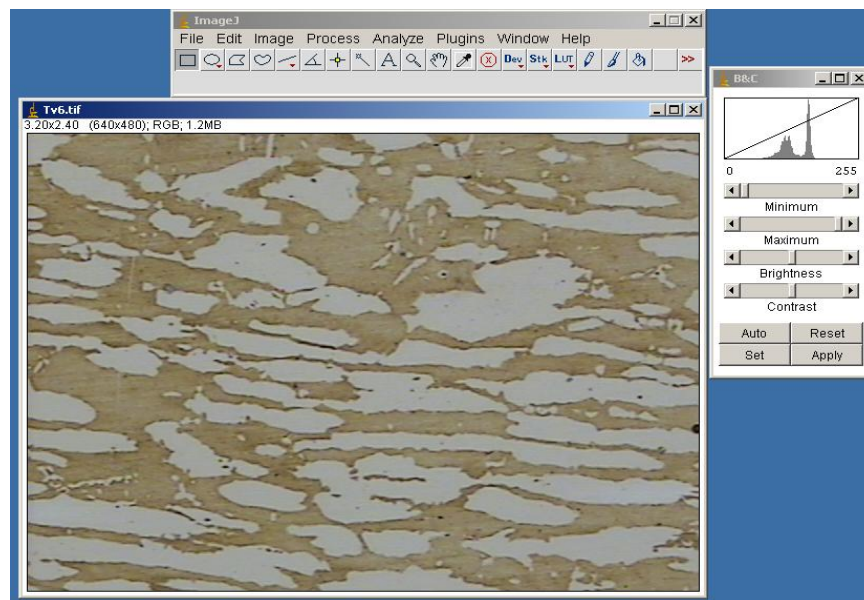 ImageJ
File Edit Image Process Analyze Plugins Window Help
A Dev Stk LUT >>
Tv6.tif
3.20x2.40 (640x480); RGB; 1.2MB
B&C
0 255
Minimum
Maximum
Brightness
Contrast
Auto Reset
Set Apply